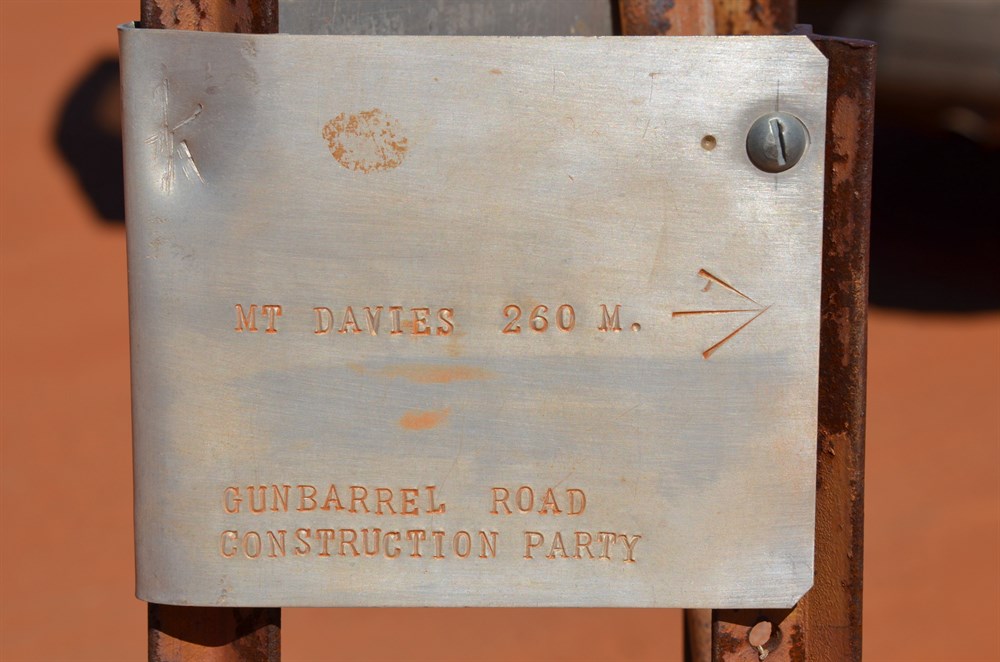 MT DAVIES 260 M.
GUNBARREL ROAD
CONSTRUCTION PARTY